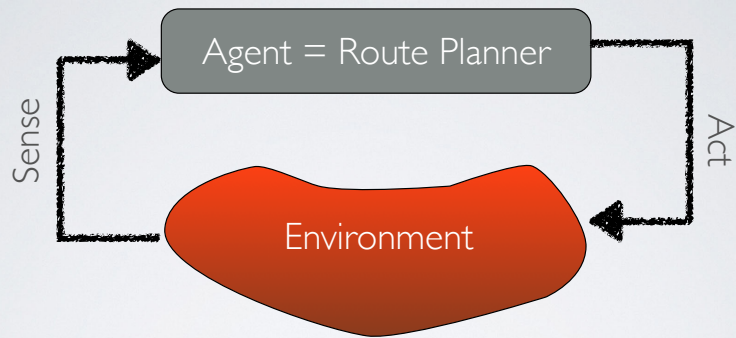 Agent = Route Planner
Sense
Act
Environment